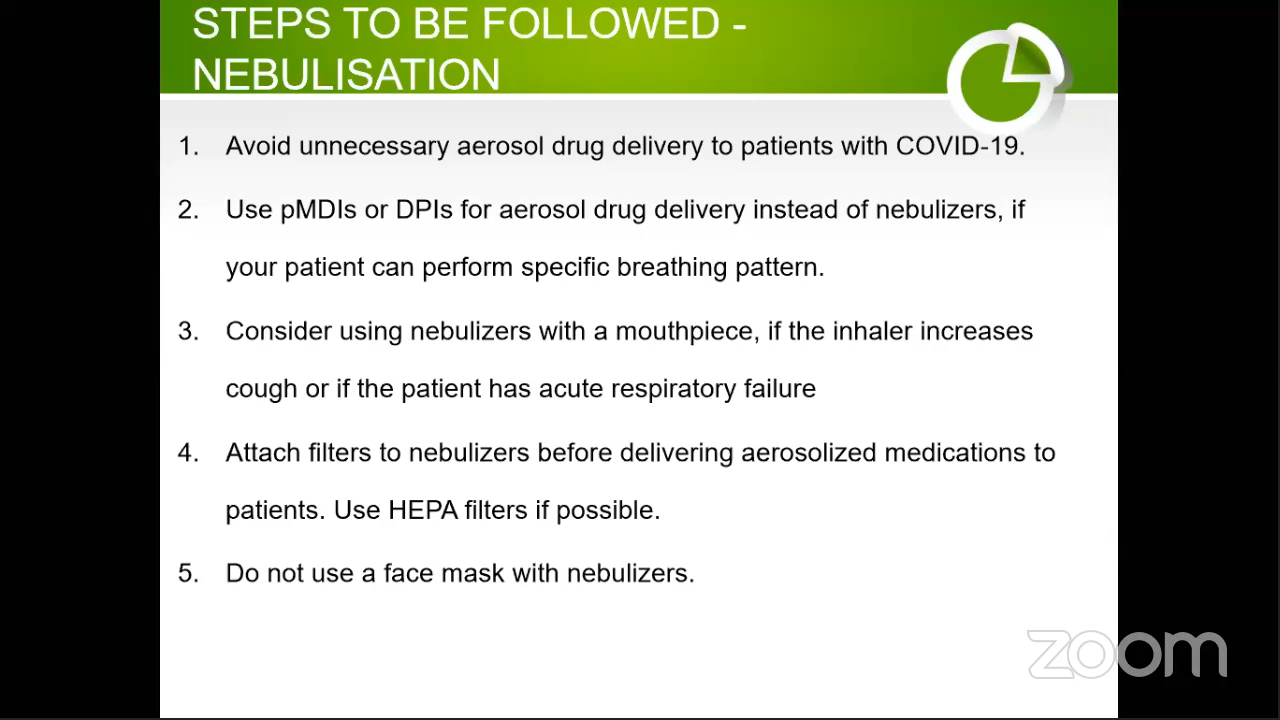 STEPS TO BE FOLLOWED -
NEBULISATION
1. Avoid unnecessary aerosol drug delivery to patients with COVID-19.
2. Use pMDIs or DPIs for aerosol drug delivery instead of nebulizers, if
your patient can perform specific breathing pattern.
3. Consider using nebulizers with a mouthpiece, if the inhaler increases
cough or if the patient has acute respiratory failure
4. Attach filters to nebulizers before delivering aerosolized medications to
patients. Use HEPA filters if possible.
5. Do not use a face mask with nebulizers.
zoom